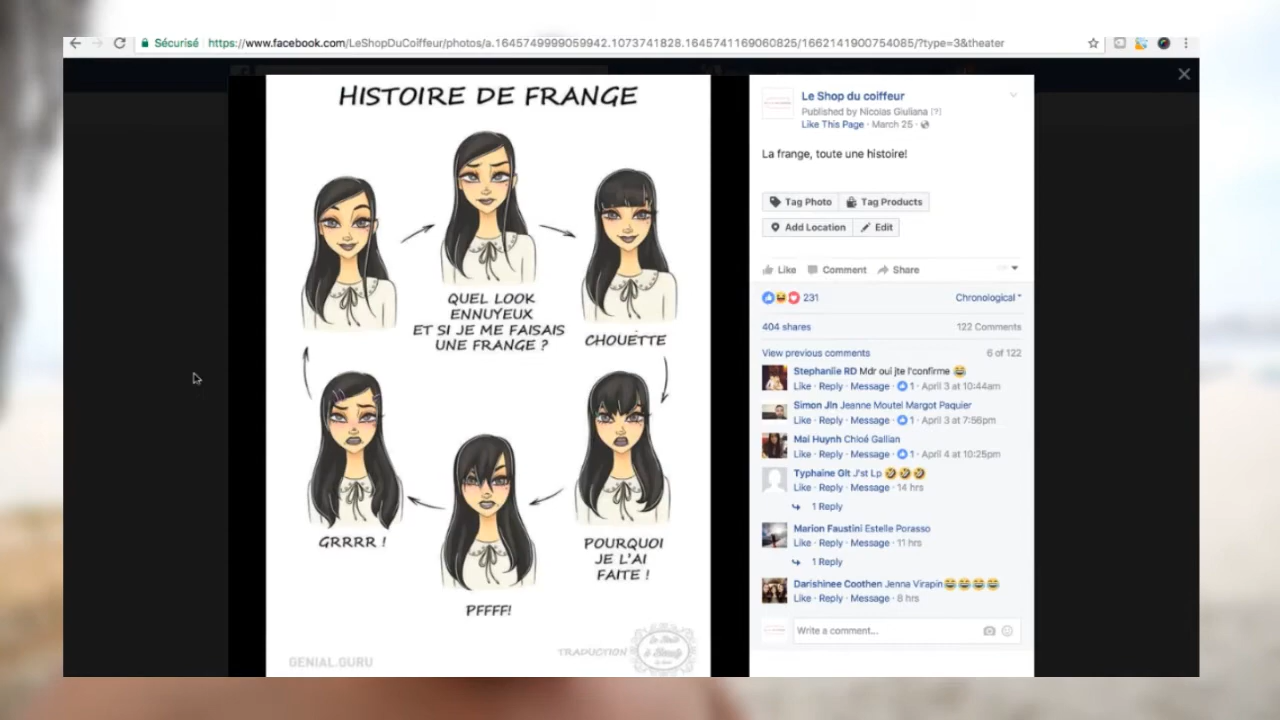 Sécurisé https://www.facebook.com/LeShopDuCoiffeur/photos/a.1645749999059942.1073741828.1645741169060825/1662141900754085/?type=3&theater
HISTOIRE DE FRANGE
QUEL LOOK
ENNUYEUX
ET SI JE ME FAISAIS
UNE FRANGE ?
CHOUETTE
POURQUOI
JE L'AI
FAITE !
PFFFF!
GRRRR !
GENIAL.GURU
TRADUCTION
Le Shop du coiffeur
Published by Nicolas Giuliana [?]
Like This Page · March 25 ·
La frange, toute une histoire!
Tag Photo Tag Products
Add Location Edit
Like Comment Share
231 Chronological
404 shares 122 Comments
View previous comments 6 of 122
Stephaniie RD Mdr oui jte l'confirme 😂
Like · Reply · Message · 1 · April 3 at 10:44am
Simon Jln Jeanne Moutel Margot Paquier
Like · Reply · Message · 1 · April 3 at 7:56pm
Mai Huynh Chloé Gallian
Like · Reply · Message · 1 · April 4 at 10:25pm
Typhaine Glt J'st Lp 🤣🤣🤣
Like · Reply · Message · 14 hrs
1 Reply
Marion Faustini Estelle Porasso
Like · Reply · Message · 11 hrs
1 Reply
Darishinee Coothen Jenna Virapin😂😂😂😂
Like · Reply · Message · 8 hrs
Write a comment...